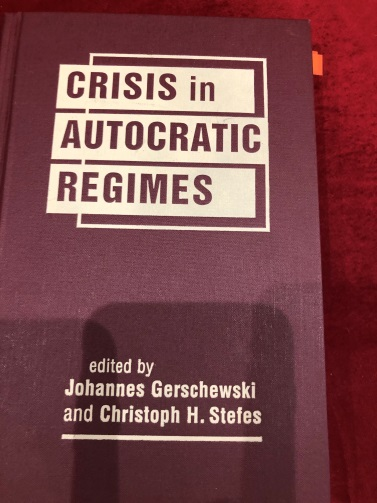 CRISIS in
AUTOCRATIC
REGIMES
edited by
Johannes Gerschewski
and Christoph H. Stefes